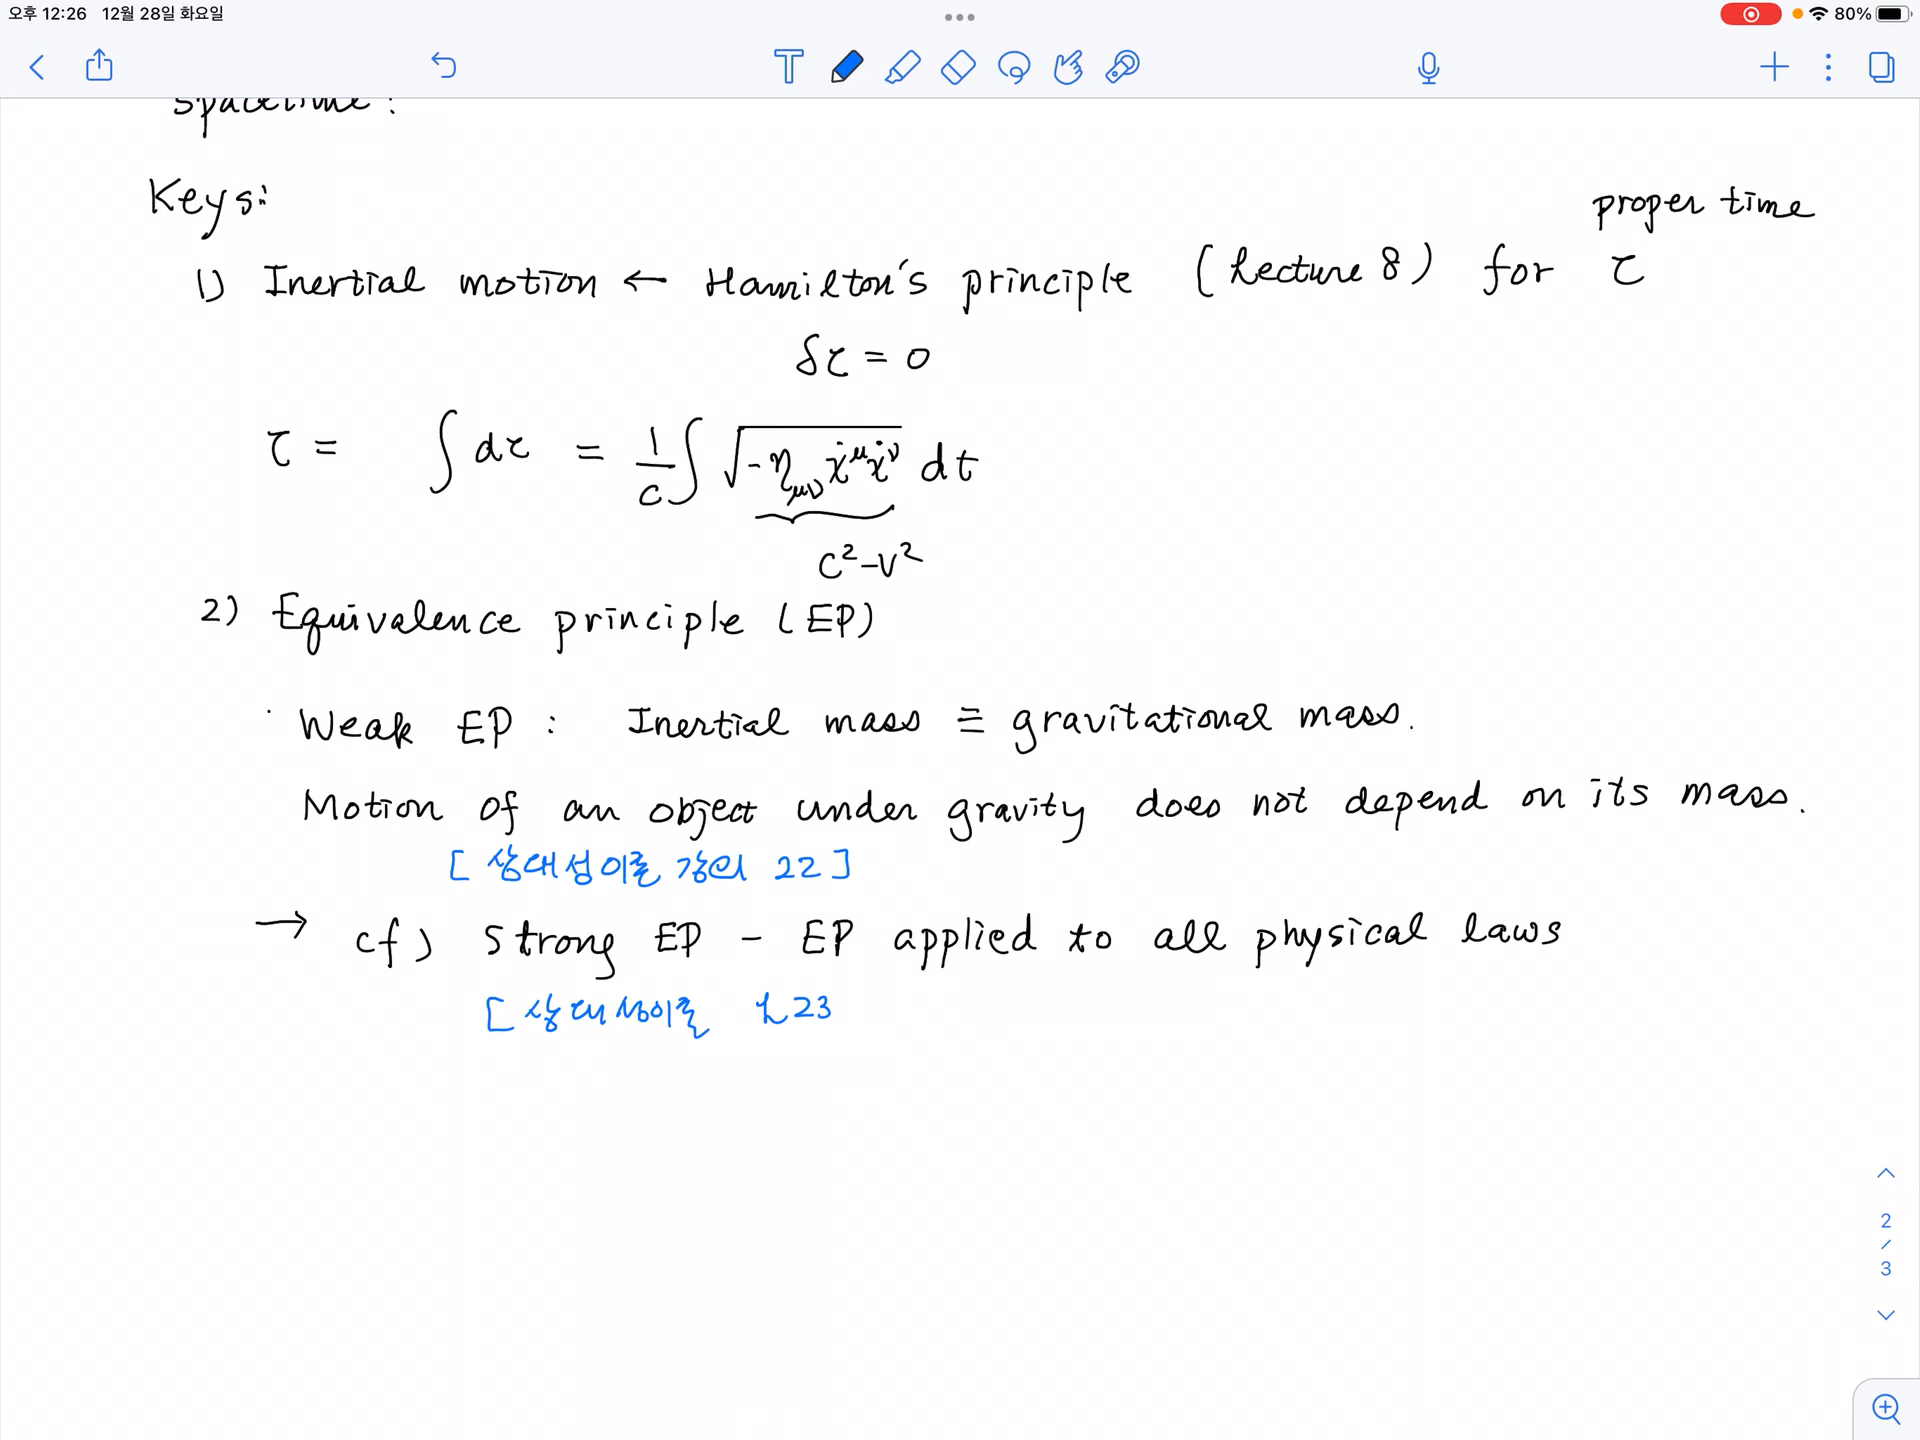 오후 12:26 12월 28일 화요일
80%
spacetime :
Keys:
proper time
1) Inertial motion ← Hamilton's principle (Lecture 8) for τ
δτ = 0
τ = ∫ dτ = 1/c ∫ √(-η_μν ẋ^μ ẋ^ν) dt
c²-v²
2) Equivalence principle (EP)
· Weak EP : Inertial mass ≡ gravitational mass.
Motion of an object under gravity does not depend on its mass.
[ 상대성이론 강의 22 ]
→ cf) Strong EP - EP applied to all physical laws
[ 상대성이론 L23
2
/
3